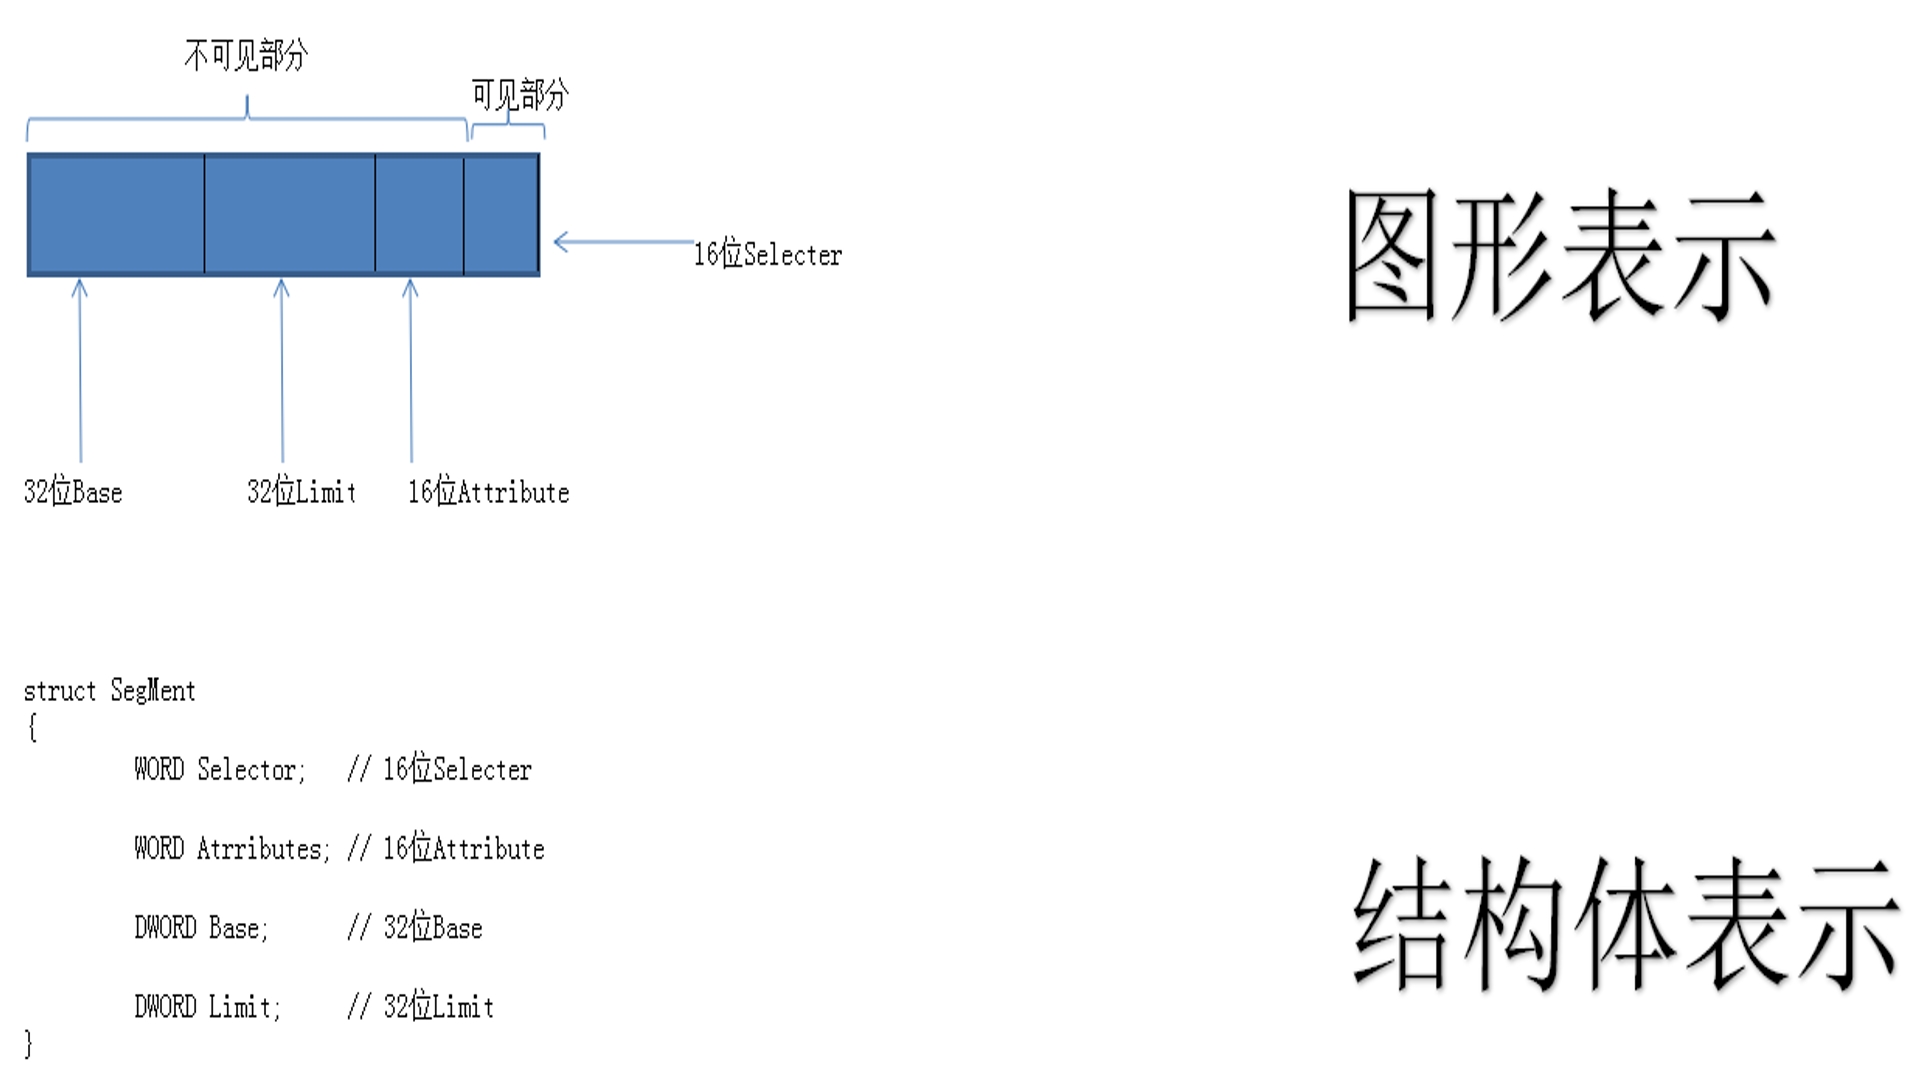 不可见部分
可见部分
16位Selecter
图形表示
32位Base
32位Limit
16位Attribute
struct SegMent
{
WORD Selector; // 16位Selecter
WORD Atrributes; // 16位Attribute
DWORD Base; // 32位Base
DWORD Limit; // 32位Limit
}
结构体表示